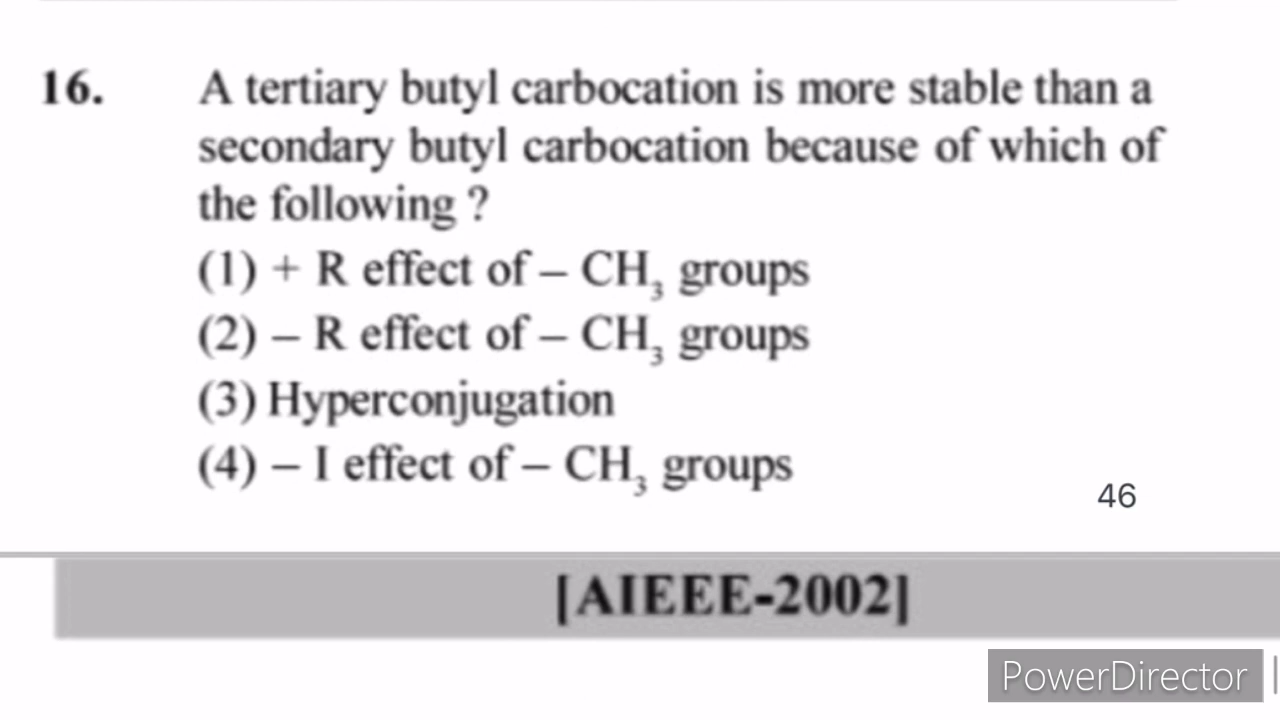 16. A tertiary butyl carbocation is more stable than a
secondary butyl carbocation because of which of
the following ?
(1) + R effect of – CH₃ groups
(2) – R effect of – CH₃ groups
(3) Hyperconjugation
(4) – I effect of – CH₃ groups
46
[AIEEE-2002]
PowerDirector